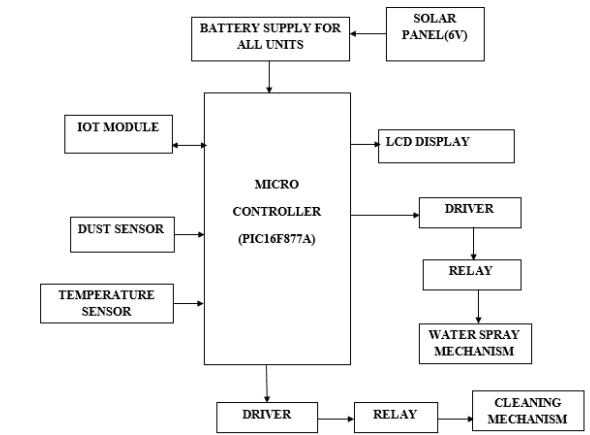 BATTERY SUPPLY FOR
ALL UNITS
SOLAR
PANEL(6V)
IOT MODULE
LCD DISPLAY
MICRO
CONTROLLER
(PIC16F877A)
DUST SENSOR
DRIVER
TEMPERATURE
SENSOR
RELAY
WATER SPRAY
MECHANISM
DRIVER
RELAY
CLEANING
MECHANISM